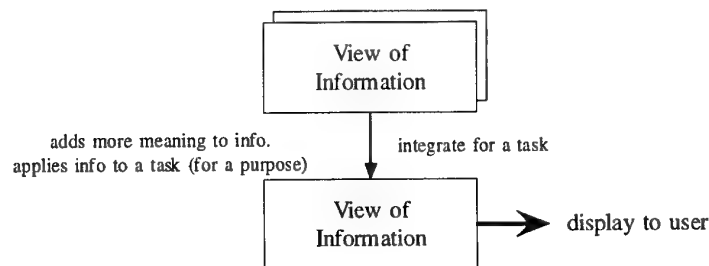 View of
Information
adds more meaning to info.
applies info to a task (for a purpose)
integrate for a task
View of
Information
display to user